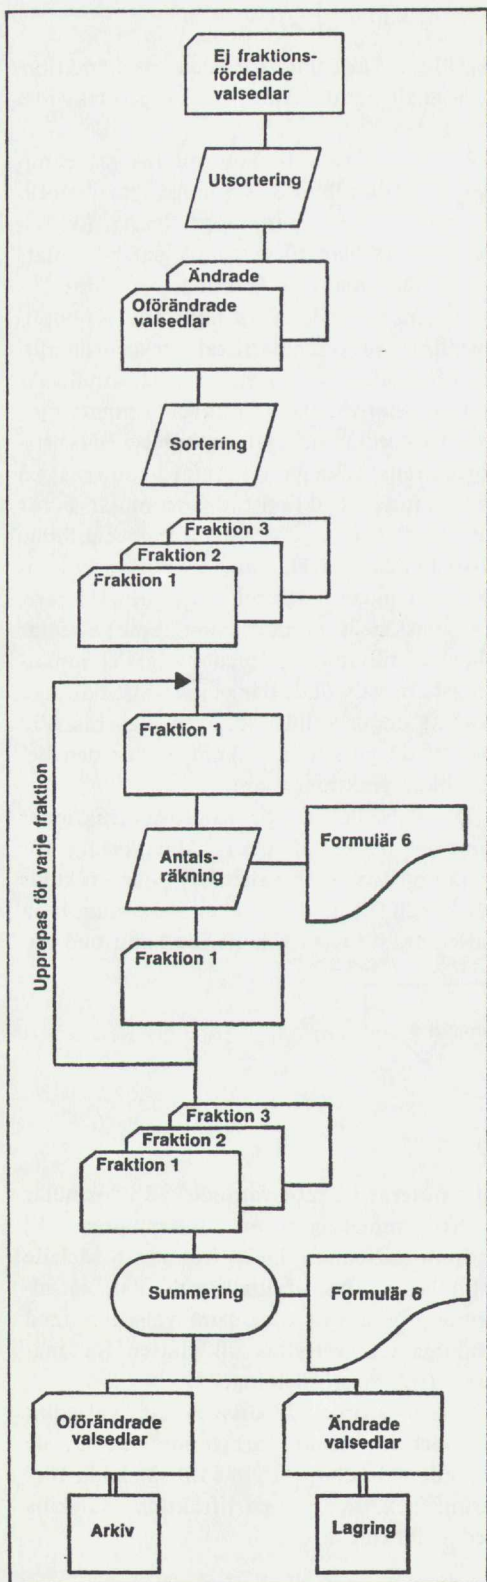 Ej fraktions-
fördelade
valsedlar
Utsortering
Ändrade
Oförändrade
valsedlar
Sortering
Fraktion 3
Fraktion 2
Fraktion 1
Fraktion 1
Uppropas för varje fraktion
Antals-
räkning
Formulär 6
Fraktion 1
Fraktion 3
Fraktion 2
Fraktion 1
Summering
Formulär 6
Oförändrade
valsedlar
Ändrade
valsedlar
Arkiv
Lagring